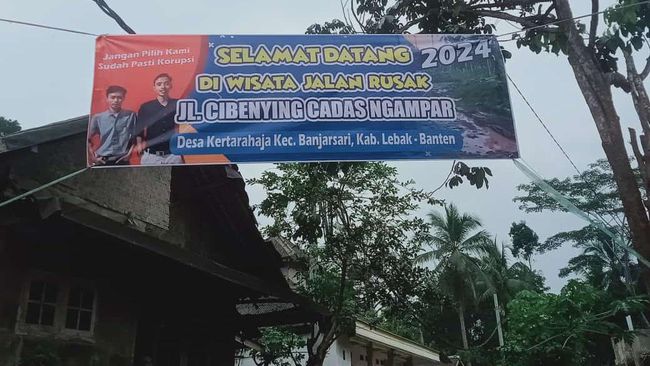 Jangan Pilih Kami
Sudah Pasti Korupsi
SELAMAT DATANG
2024
DI WISATA JALAN RUSAK
JL. CIBENYING CADAS NGAMPAR
Desa Kertarahaja Kec. Banjarsari, Kab. Lebak - Banten